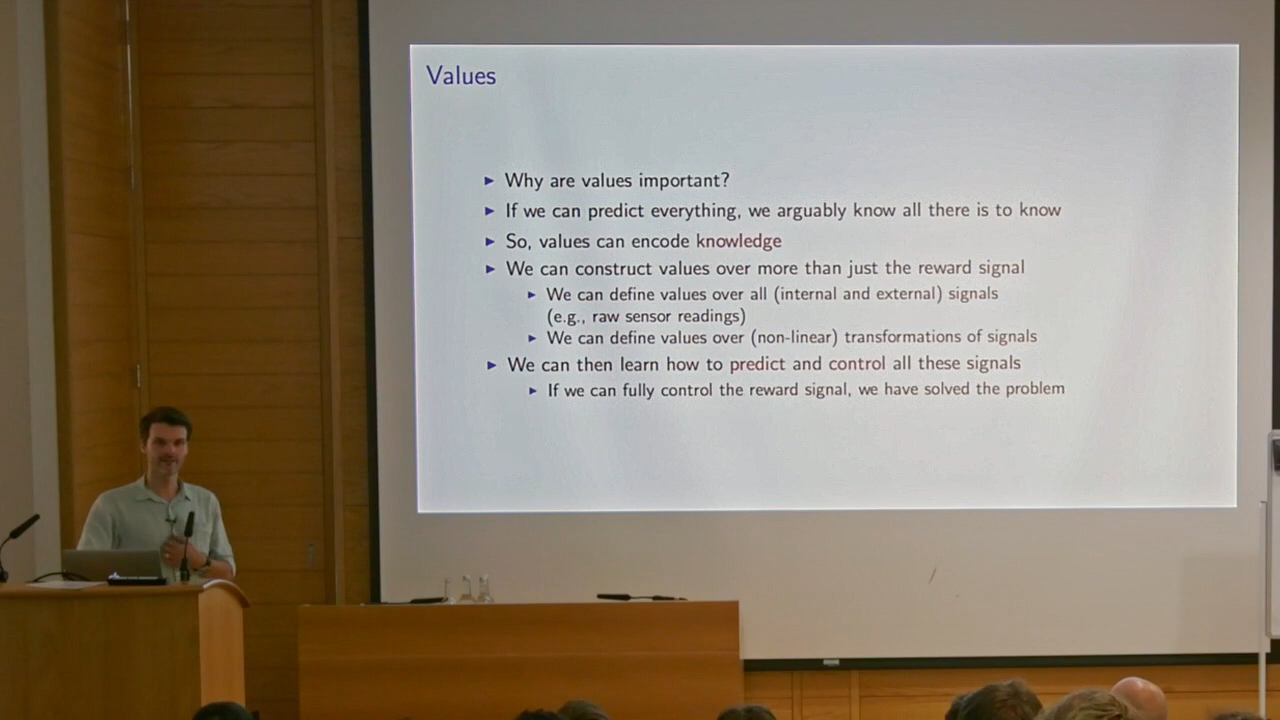 Values
▶ Why are values important?
▶ If we can predict everything, we arguably know all there is to know
▶ So, values can encode knowledge
▶ We can construct values over more than just the reward signal
▶ We can define values over all (internal and external) signals
(e.g., raw sensor readings)
▶ We can define values over (non-linear) transformations of signals
▶ We can then learn how to predict and control all these signals
▶ If we can fully control the reward signal, we have solved the problem